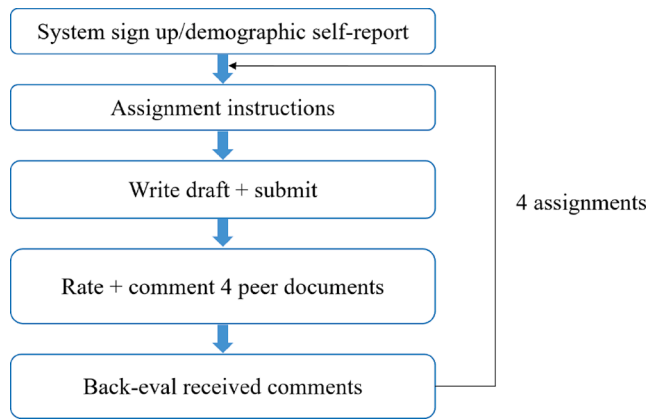 System sign up/demographic self-report
Assignment instructions
Write draft + submit
4 assignments
Rate + comment 4 peer documents
Back-eval received comments